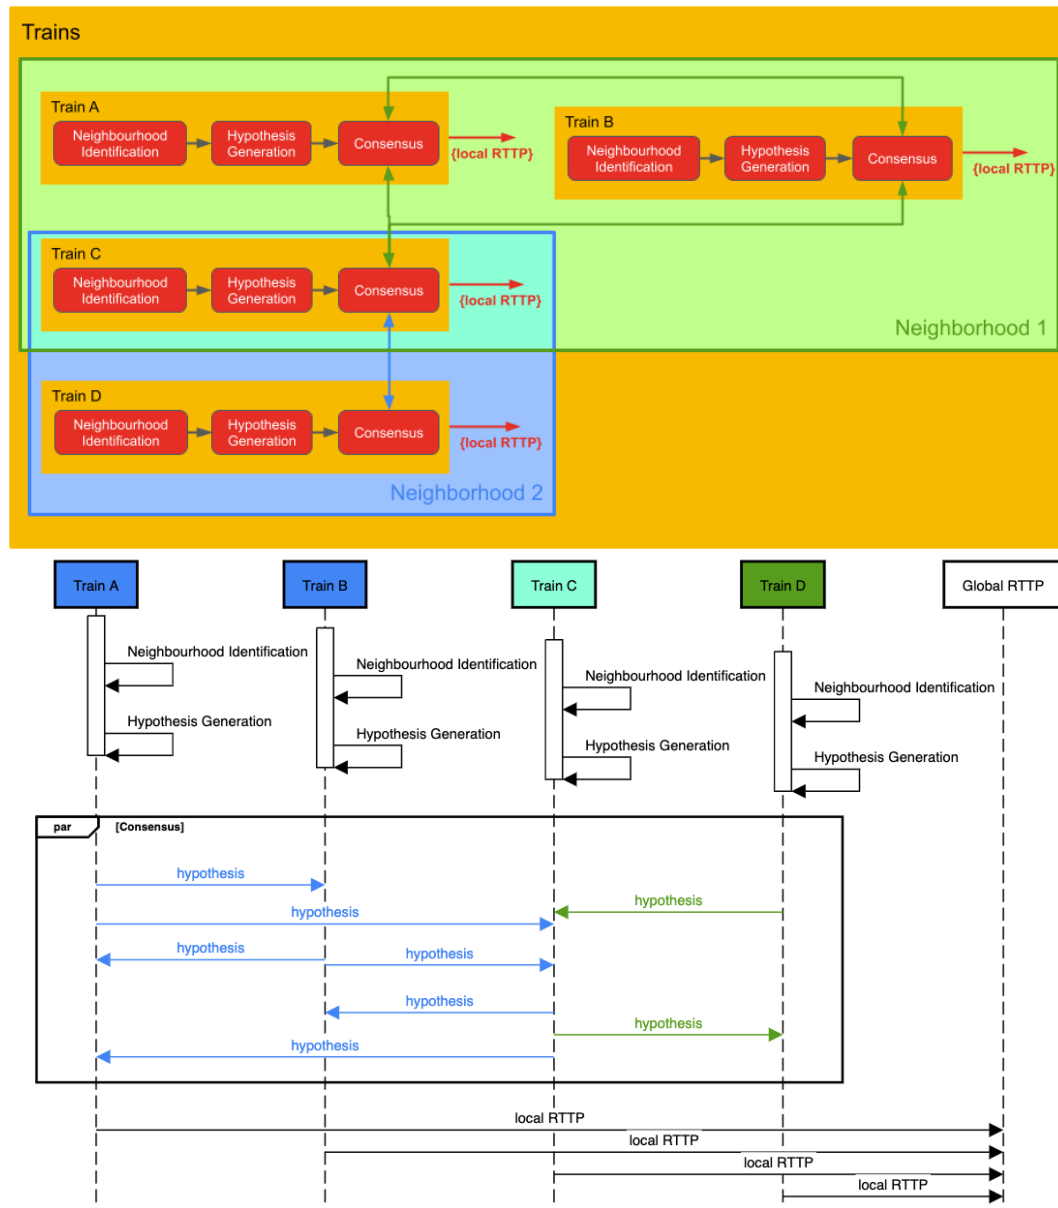 Trains
Train A
Neighbourhood
Identification
Hypothesis
Generation
Consensus
{local RTTP}
Train B
Neighbourhood
Identification
Hypothesis
Generation
Consensus
{local RTTP}
Train C
Neighbourhood
Identification
Hypothesis
Generation
Consensus
{local RTTP}
Neighborhood 1
Train D
Neighbourhood
Identification
Hypothesis
Generation
Consensus
{local RTTP}
Neighborhood 2
Train A
Train B
Train C
Train D
Global RTTP
Neighbourhood Identification
Neighbourhood Identification
Neighbourhood Identification
Neighbourhood Identification
Hypothesis Generation
Hypothesis Generation
Hypothesis Generation
Hypothesis Generation
par
[Consensus]
hypothesis
hypothesis
hypothesis
hypothesis
hypothesis
hypothesis
hypothesis
hypothesis
local RTTP
local RTTP
local RTTP
local RTTP